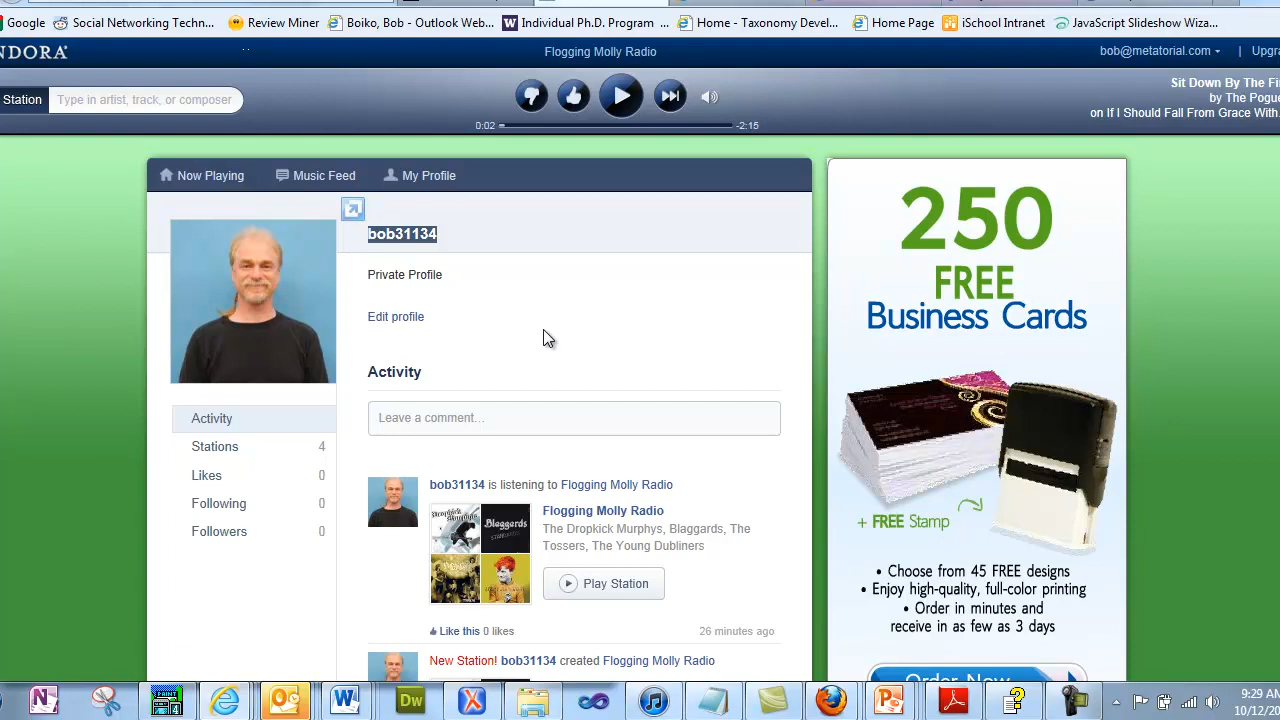 Google Social Networking Techn... Review Miner Boiko, Bob - Outlook Web... Individual Ph.D. Program ... Home - Taxonomy Devel... Home Page iSchool Intranet JavaScript Slideshow Wiza...
NDORA Flogging Molly Radio bob@metatorial.com | Upgra
Station Type in artist, track, or composer
Sit Down By The Fi
by The Pogue
on If I Should Fall From Grace With...
0:02 -2:15
Now Playing Music Feed My Profile
bob31134
Private Profile
Edit profile
Activity
Leave a comment...
Activity
Stations 4
Likes 0
Following 0
Followers 0
bob31134 is listening to Flogging Molly Radio
Flogging Molly Radio
The Dropkick Murphys, Blaggards, The
Tossers, The Young Dubliners
Play Station
Like this 0 likes 26 minutes ago
New Station! bob31134 created Flogging Molly Radio
250
FREE
Business Cards
+ FREE Stamp
• Choose from 45 FREE designs
• Enjoy high-quality, full-color printing
• Order in minutes and
receive in as few as 3 days
Order Now
Blaggards
N W Dw X P
9:29 AM
10/12/20